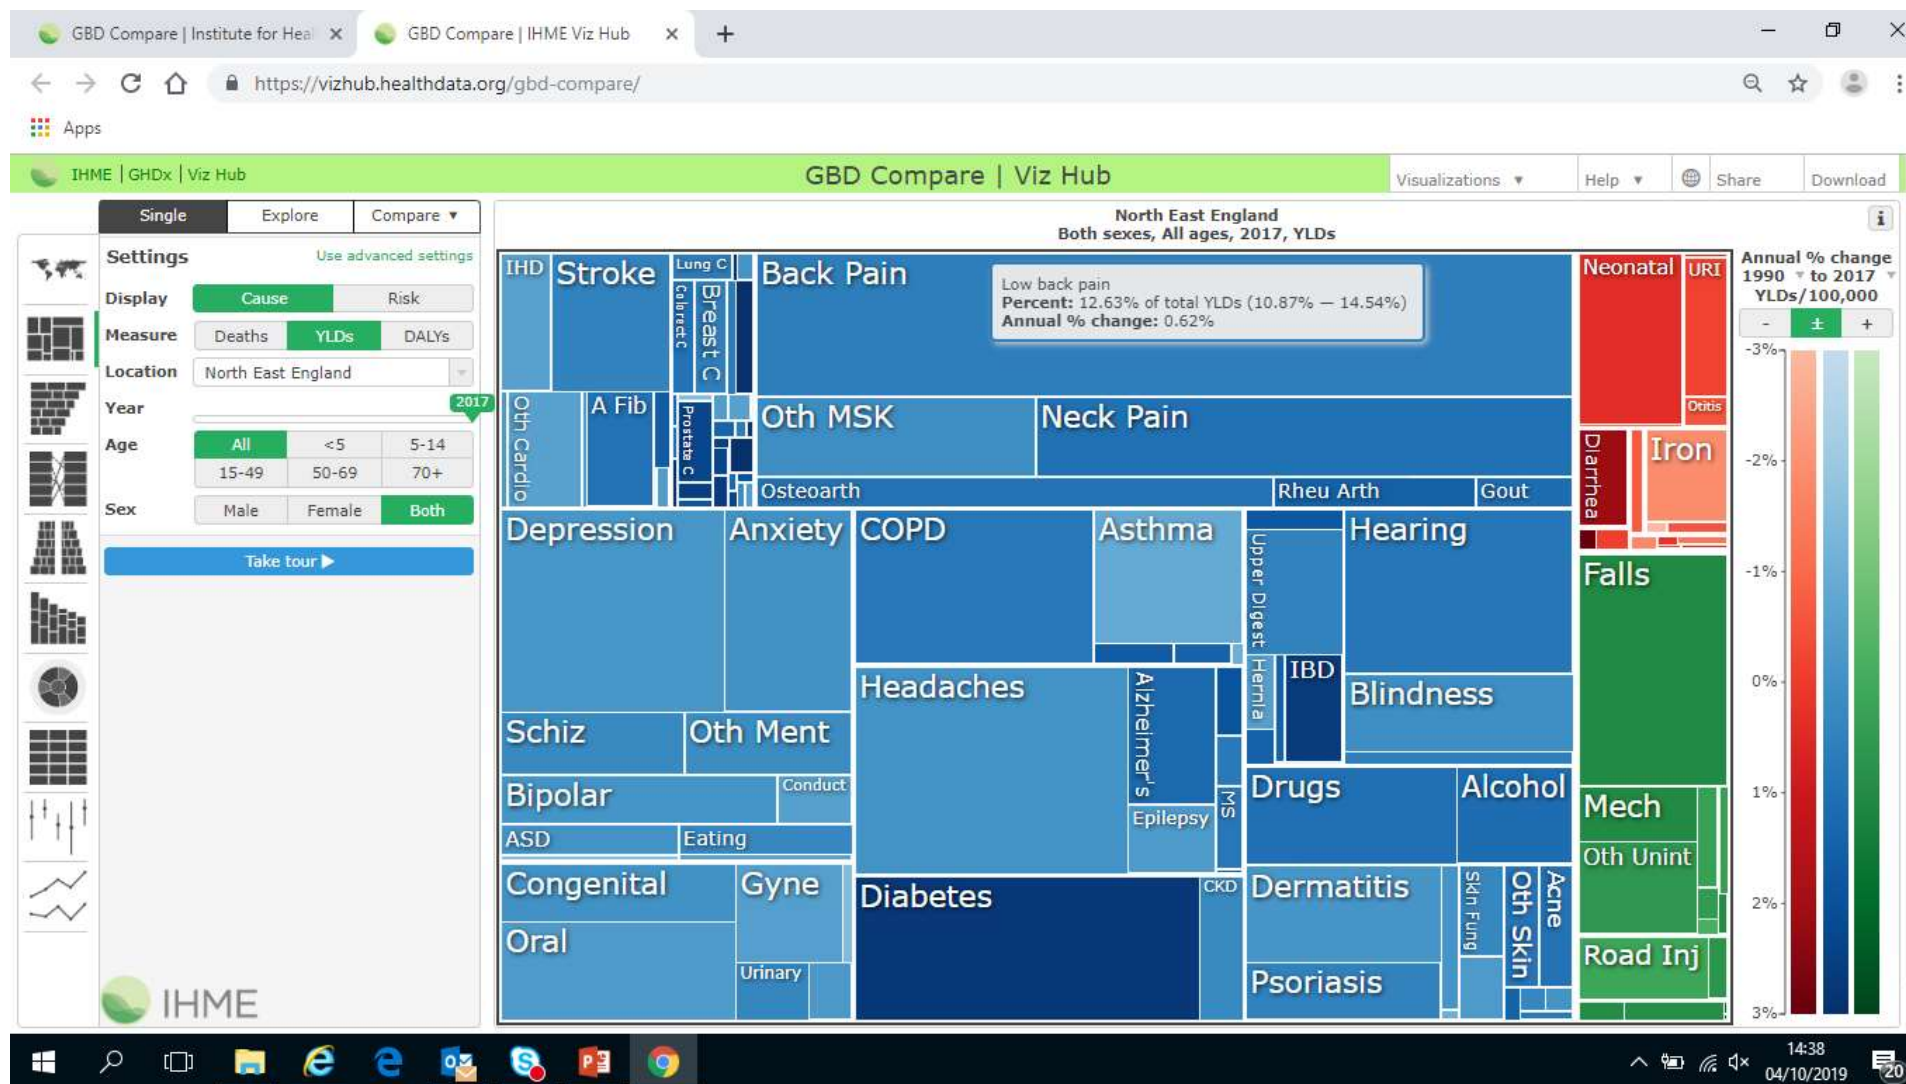 GBD Compare | Institute for Hea
GBD Compare | IHME Viz Hub
https://vizhub.healthdata.org/gbd-compare/
Apps
IHME | GHDx | Viz Hub
GBD Compare | Viz Hub
Visualizations
Help
Share
Download
Single
Explore
Compare
North East England
Both sexes, All ages, 2017, YLDs
i
Settings
Use advanced settings
Display
Cause
Risk
Measure
Deaths
YLDs
DALYs
Location
North East England
Year
2017
Age
All
<5
5-14
15-49
50-69
70+
Sex
Male
Female
Both
Take tour
IHME
IHD
Stroke
Lung C
Colorect C
Breast C
Back Pain
Low back pain
Percent: 12.63% of total YLDs (10.87% — 14.54%)
Annual % change: 0.62%
Oth Cardio
A Fib
Prostate C
Oth MSK
Neck Pain
Osteoarth
Rheu Arth
Gout
Depression
Anxiety
COPD
Asthma
Upper Digest
Hearing
Headaches
Alzheimer's
Hernia
IBD
Blindness
Schiz
Oth Ment
Bipolar
Conduct
Epilepsy
MS
Drugs
Alcohol
ASD
Eating
Congenital
Gyne
Diabetes
CKD
Dermatitis
Skin Fung
Oth Skin
Acne
Oral
Urinary
Psoriasis
Neonatal
URI
Otitis
Diarrhea
Iron
Falls
Mech
Oth Unint
Road Inj
Annual % change
1990 to 2017
YLDs/100,000
-
±
+
-3%
-2%
-1%
0%
1%
2%
3%
14:38
04/10/2019
20